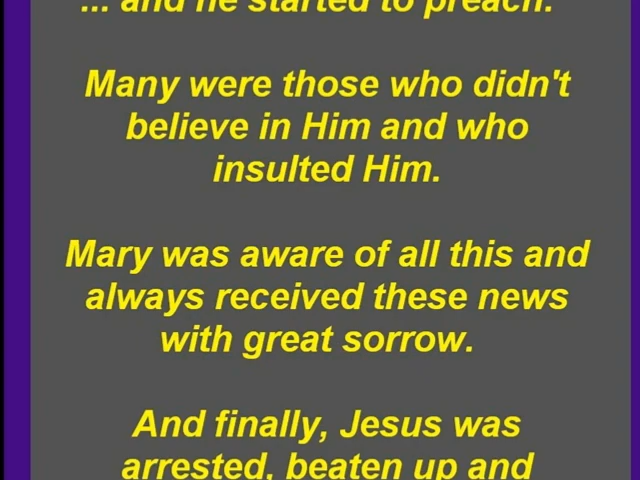 ... and he started to preach.
Many were those who didn't
believe in Him and who
insulted Him.
Mary was aware of all this and
always received these news
with great sorrow.
And finally, Jesus was
arrested, beaten up and